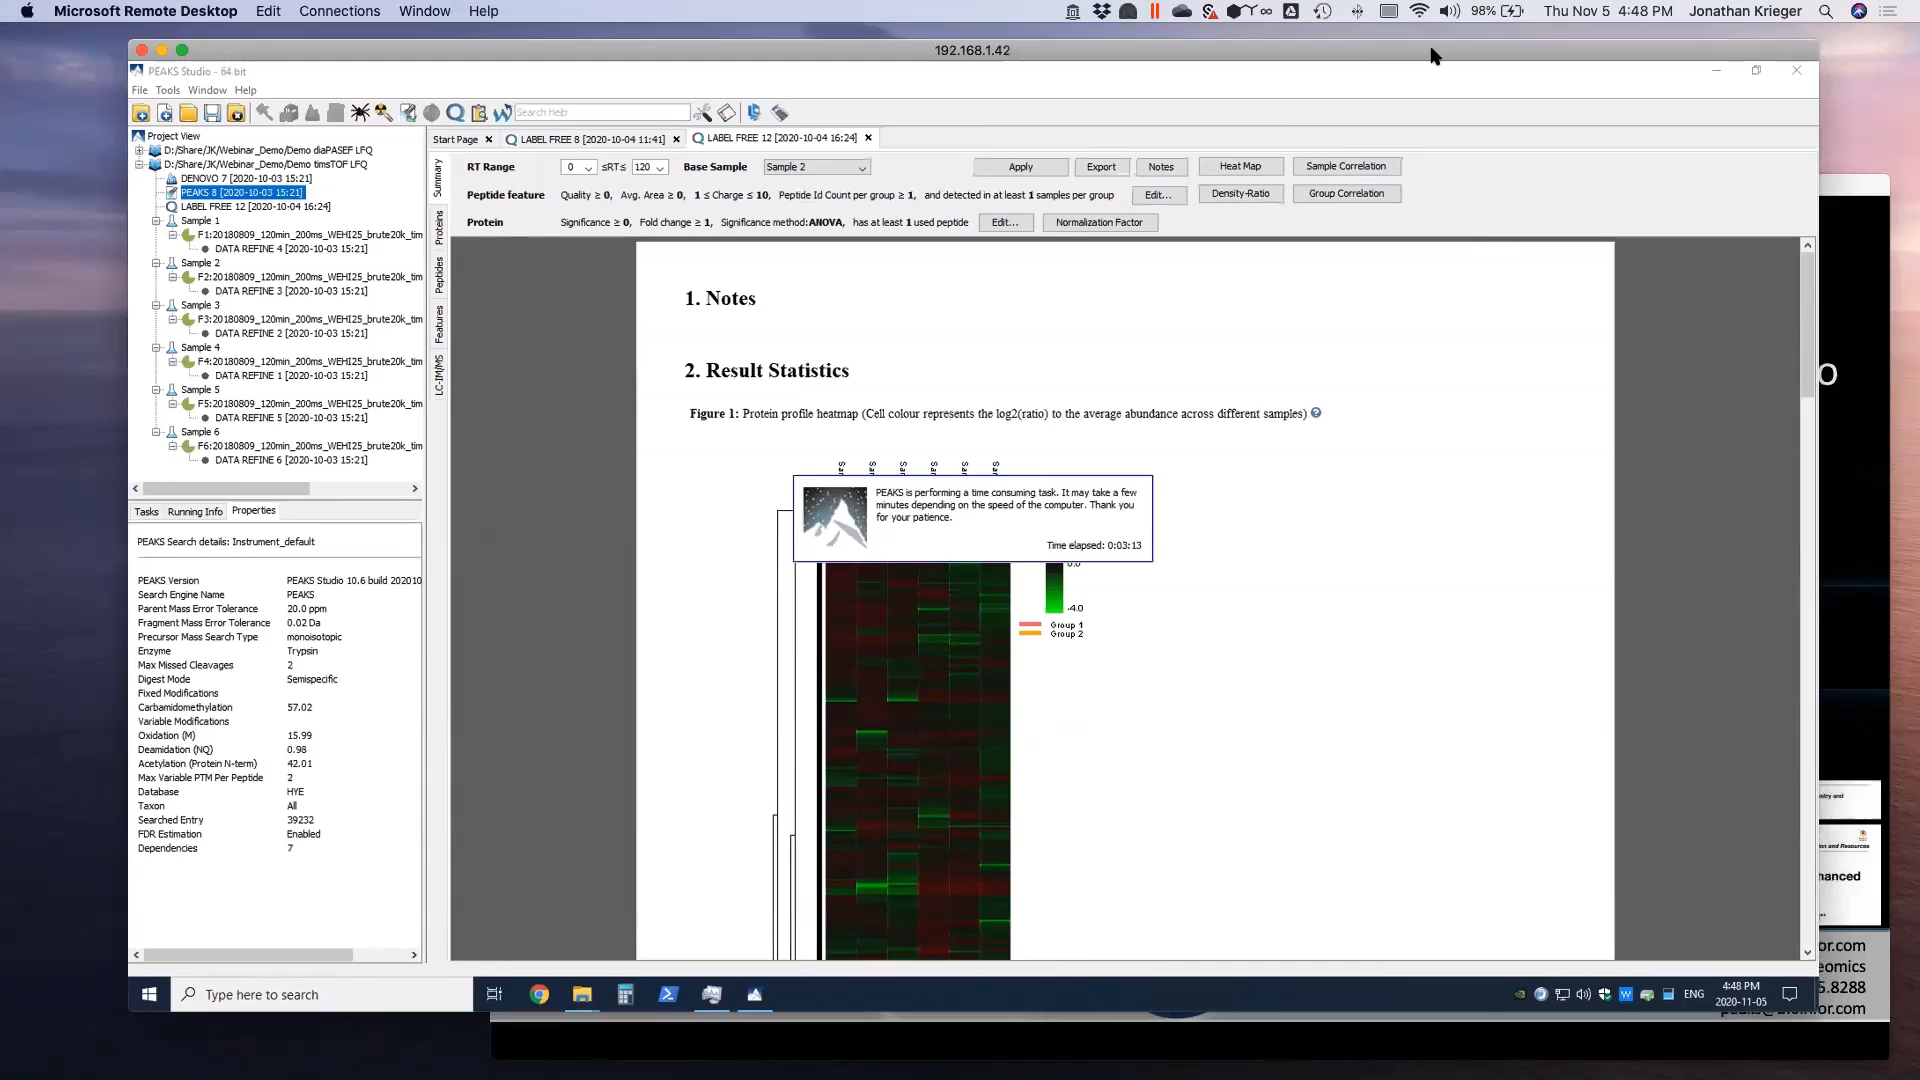 Microsoft Remote Desktop Edit Connections Window Help
98% Thu Nov 5 4:48 PM Jonathan Krieger
192.168.1.42
PEAKS Studio - 64 bit
File Tools Window Help
Search Help
Project View
D:/Share/JK/Webinar_Demo/Demo diaPASEF LFQ
D:/Share/JK/Webinar_Demo/Demo timsTOF LFQ
DENOVO 7 [2020-10-03 15:21]
PEAKS 8 [2020-10-03 15:21]
LABEL FREE 12 [2020-10-04 16:24]
Sample 1
F1:20180809_120min_200ms_WEHI25_brute20k_tim
DATA REFINE 4 [2020-10-03 15:21]
Sample 2
F2:20180809_120min_200ms_WEHI25_brute20k_tim
DATA REFINE 3 [2020-10-03 15:21]
Sample 3
F3:20180809_120min_200ms_WEHI25_brute20k_tim
DATA REFINE 2 [2020-10-03 15:21]
Sample 4
F4:20180809_120min_200ms_WEHI25_brute20k_tim
DATA REFINE 1 [2020-10-03 15:21]
Sample 5
F5:20180809_120min_200ms_WEHI25_brute20k_tim
DATA REFINE 5 [2020-10-03 15:21]
Sample 6
F6:20180809_120min_200ms_WEHI25_brute20k_tim
DATA REFINE 6 [2020-10-03 15:21]
Tasks Running Info Properties
PEAKS Search details: Instrument_default
PEAKS Version PEAKS Studio 10.6 build 202010
Search Engine Name PEAKS
Parent Mass Error Tolerance 20.0 ppm
Fragment Mass Error Tolerance 0.02 Da
Precursor Mass Search Type monoisotopic
Enzyme Trypsin
Max Missed Cleavages 2
Digest Mode Semispecific
Fixed Modifications
Carbamidomethylation 57.02
Variable Modifications
Oxidation (M) 15.99
Deamidation (NQ) 0.98
Acetylation (Protein N-term) 42.01
Max Variable PTM Per Peptide 2
Database HYE
Taxon All
Searched Entry 39232
FDR Estimation Enabled
Dependencies 7
Start Page LABEL FREE 8 [2020-10-04 11:41] LABEL FREE 12 [2020-10-04 16:24]
Summary
Proteins
Peptides
Features
LC-IM/MS
RT Range 0 ≤RT≤ 120 Base Sample Sample 2 Apply Export Notes Heat Map Sample Correlation
Peptide feature Quality ≥ 0, Avg. Area ≥ 0, 1 ≤ Charge ≤ 10, Peptide Id Count per group ≥ 1, and detected in at least 1 samples per group Edit... Density-Ratio Group Correlation
Protein Significance ≥ 0, Fold change ≥ 1, Significance method:ANOVA, has at least 1 used peptide Edit... Normalization Factor
1. Notes
2. Result Statistics
Figure 1: Protein profile heatmap (Cell colour represents the log2(ratio) to the average abundance across different samples)
PEAKS is performing a time consuming task. It may take a few
minutes depending on the speed of the computer. Thank you
for your patience.
Time elapsed: 0:03:13
-4.0
Group 1
Group 2
Type here to search
ENG 4:48 PM
2020-11-05
hanced